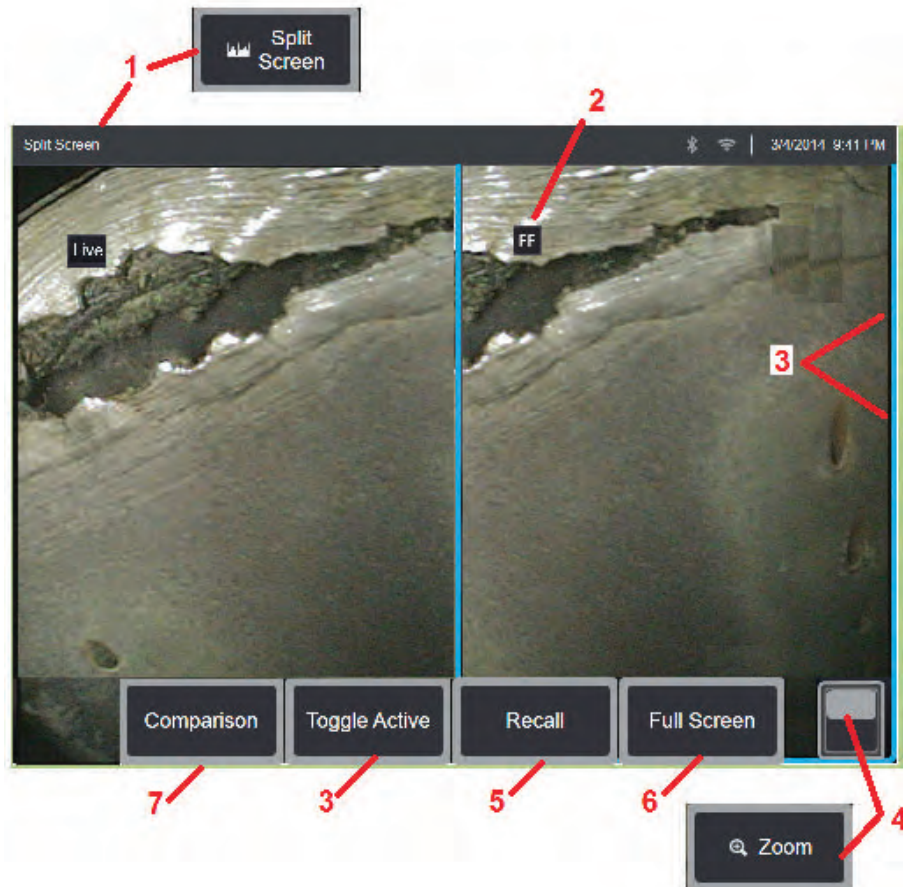 Split
Screen
1
2
Split Screen
3/4/2014 9:41 PM
Live
FF
3
Comparison
Toggle Active
Recall
Full Screen
7
3
5
6
4
Zoom